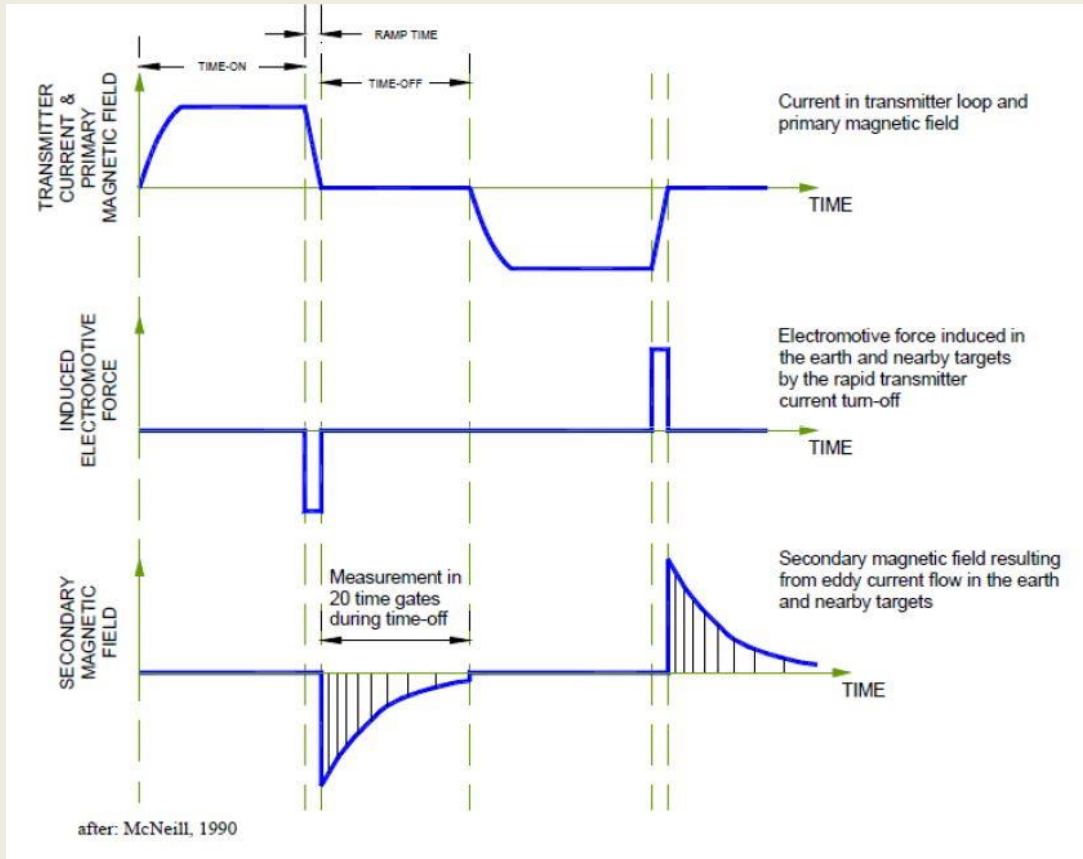 RAMP TIME
TIME-ON
TIME-OFF
TRANSMITTER
CURRENT &
PRIMARY
MAGNETIC FIELD
Current in transmitter loop and
primary magnetic field
TIME
INDUCED
ELECTROMOTIVE
FORCE
Electromotive force induced in
the earth and nearby targets
by the rapid transmitter
current turn-off
TIME
SECONDARY
MAGNETIC
FIELD
Measurement in
20 time gates
during time-off
Secondary magnetic field resulting
from eddy current flow in the earth
and nearby targets
TIME
after: McNeill, 1990